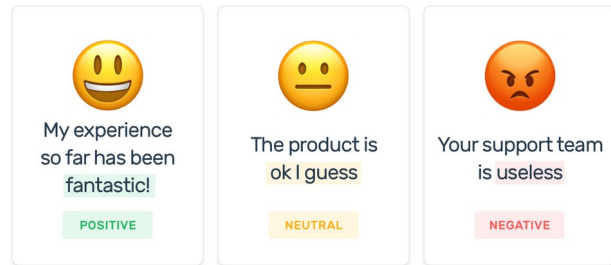 My experience
so far has been
fantastic!
POSITIVE
The product is
ok I guess
NEUTRAL
Your support team
is useless
NEGATIVE